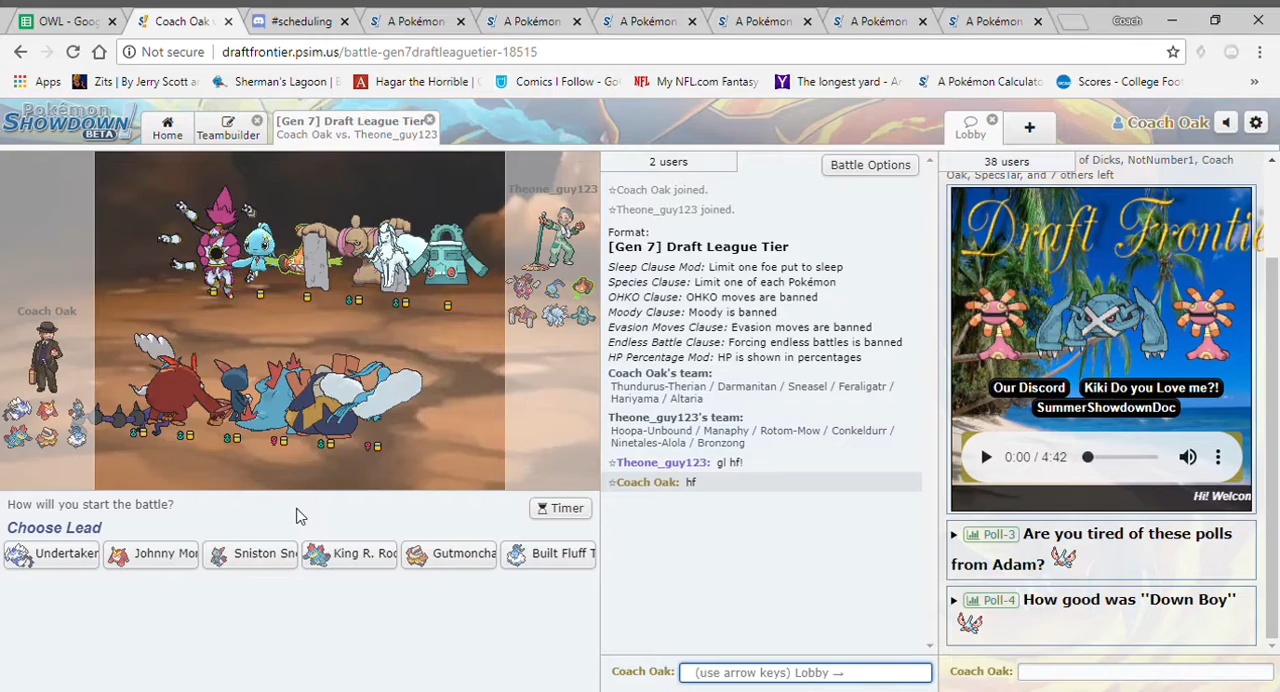 OWL - Goog
Coach Oak v
#scheduling
A Pokémon
A Pokémon
A Pokémon
A Pokémon
A Pokémon
A Pokémon
Coach
Not secure
draftfrontier.psim.us/battle-gen7draftleaguetier-18515
Apps
Zits | By Jerry Scott ar
Sherman's Lagoon | B
Hagar the Horrible | C
Comics I Follow - Go
NFL
My NFL.com Fantasy
The longest yard - Ar
A Pokémon Calculato
Scores - College Foot
»
Pokémon
SHOWDOWN
BETA
Home
Teambuilder
[Gen 7] Draft League Tier
Coach Oak vs. Theone_guy123
Lobby
Coach Oak
Coach Oak
Theone_guy123
2 users
Battle Options
☆Coach Oak joined.
☆Theone_guy123 joined.
Format:
[Gen 7] Draft League Tier
Sleep Clause Mod: Limit one foe put to sleep
Species Clause: Limit one of each Pokémon
OHKO Clause: OHKO moves are banned
Moody Clause: Moody is banned
Evasion Moves Clause: Evasion moves are banned
Endless Battle Clause: Forcing endless battles is banned
HP Percentage Mod: HP is shown in percentages
Coach Oak's team:
Thundurus-Therian / Darmanitan / Sneasel / Feraligatr /
Hariyama / Altaria
Theone_guy123's team:
Hoopa-Unbound / Manaphy / Rotom-Mow / Conkeldurr /
Ninetales-Alola / Bronzong
☆Theone_guy123: gl hf!
☆Coach Oak: hf
Coach Oak:
(use arrow keys) Lobby →
How will you start the battle?
Timer
Choose Lead
Undertaker
Johnny Mor
Sniston Sn
King R. Roo
Gutmoncha
Built Fluff T
38 users
of Dicks, NotNumber1, Coach
Oak, SpecsTar, and 7 others left
Draft Frontie
Our Discord
Kiki Do you Love me?!
SummerShowdownDoc
0:00 / 4:42
Hi! Welcon
Poll-3
Are you tired of these polls
from Adam?
Poll-4
How good was "Down Boy"
Coach Oak: